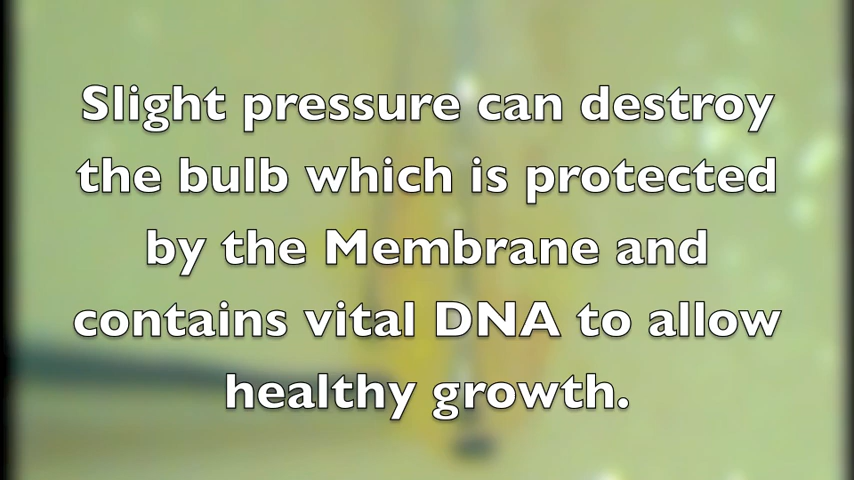 Slight pressure can destroy
the bulb which is protected
by the Membrane and
contains vital DNA to allow
healthy growth.